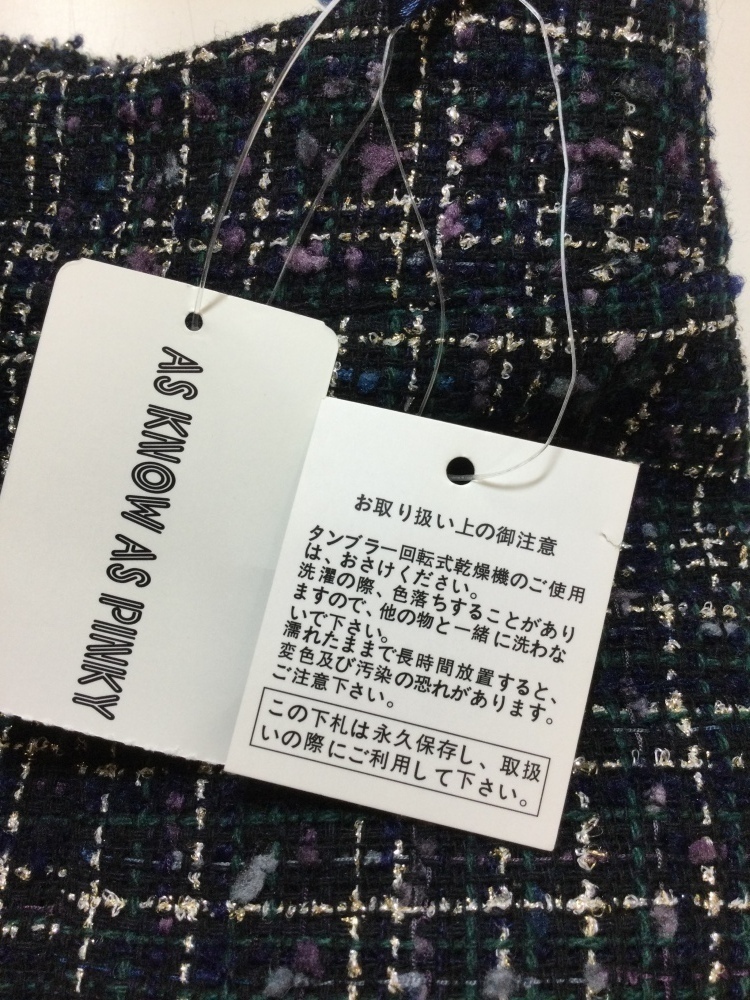 AS KNOW AS PINKY
お取り扱い上の御注意
タンブラー回転式乾燥機のご使用
は、おさけください。
洗濯の際、色落ちすることがあり
ますので、他の物と一緒に洗わな
いで下さい。
濡れたままで長時間放置すると、
変色及び汚染の恐れがあります。
ご注意下さい。
この下札は永久保存し、取扱
いの際にご利用して下さい。